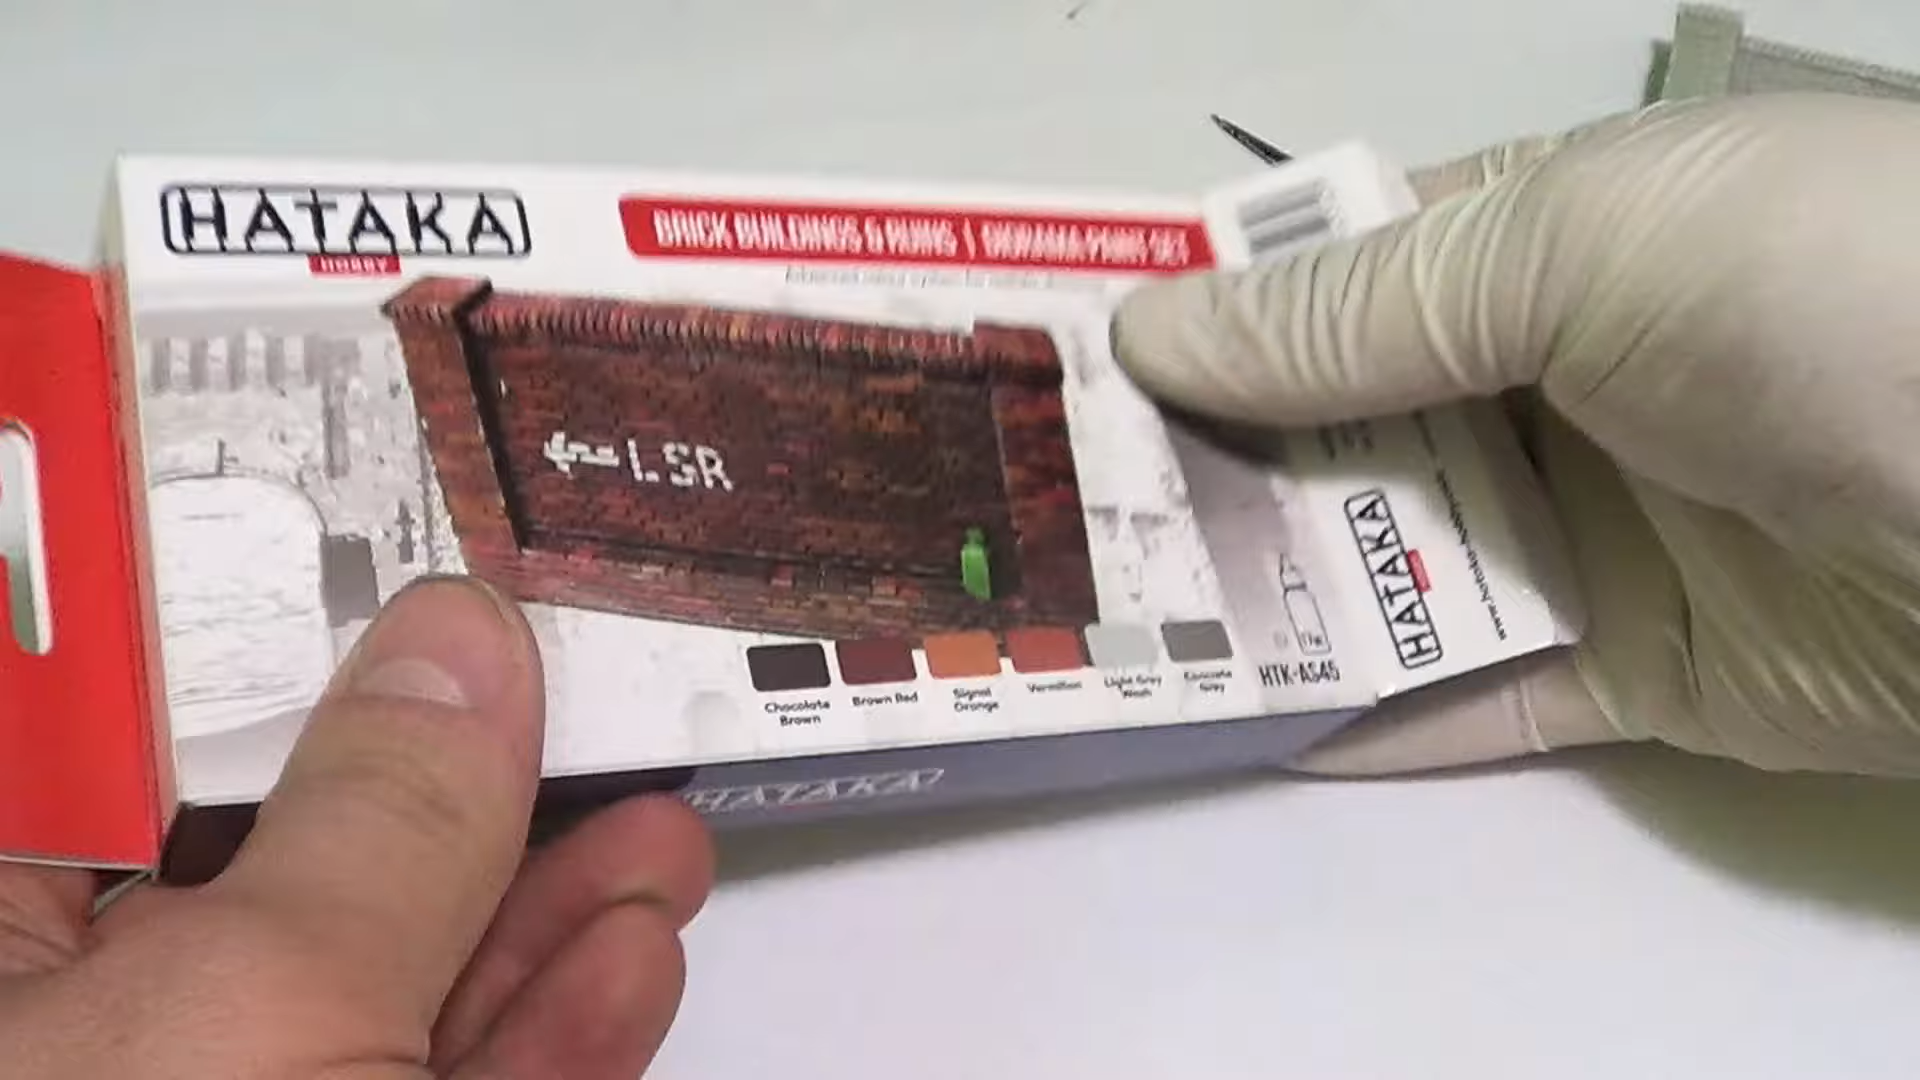 HATAKA
HOBBY
BRICK BUILDINGS & RUINS | DIORAMA PAINT SET
LSR
Chocolate
Brown
Brown Red
Signal
Orange
Vermilion
Light Grey
Wash
Concrete
Grey
HTK-AS45
HATAKA
HATAKA